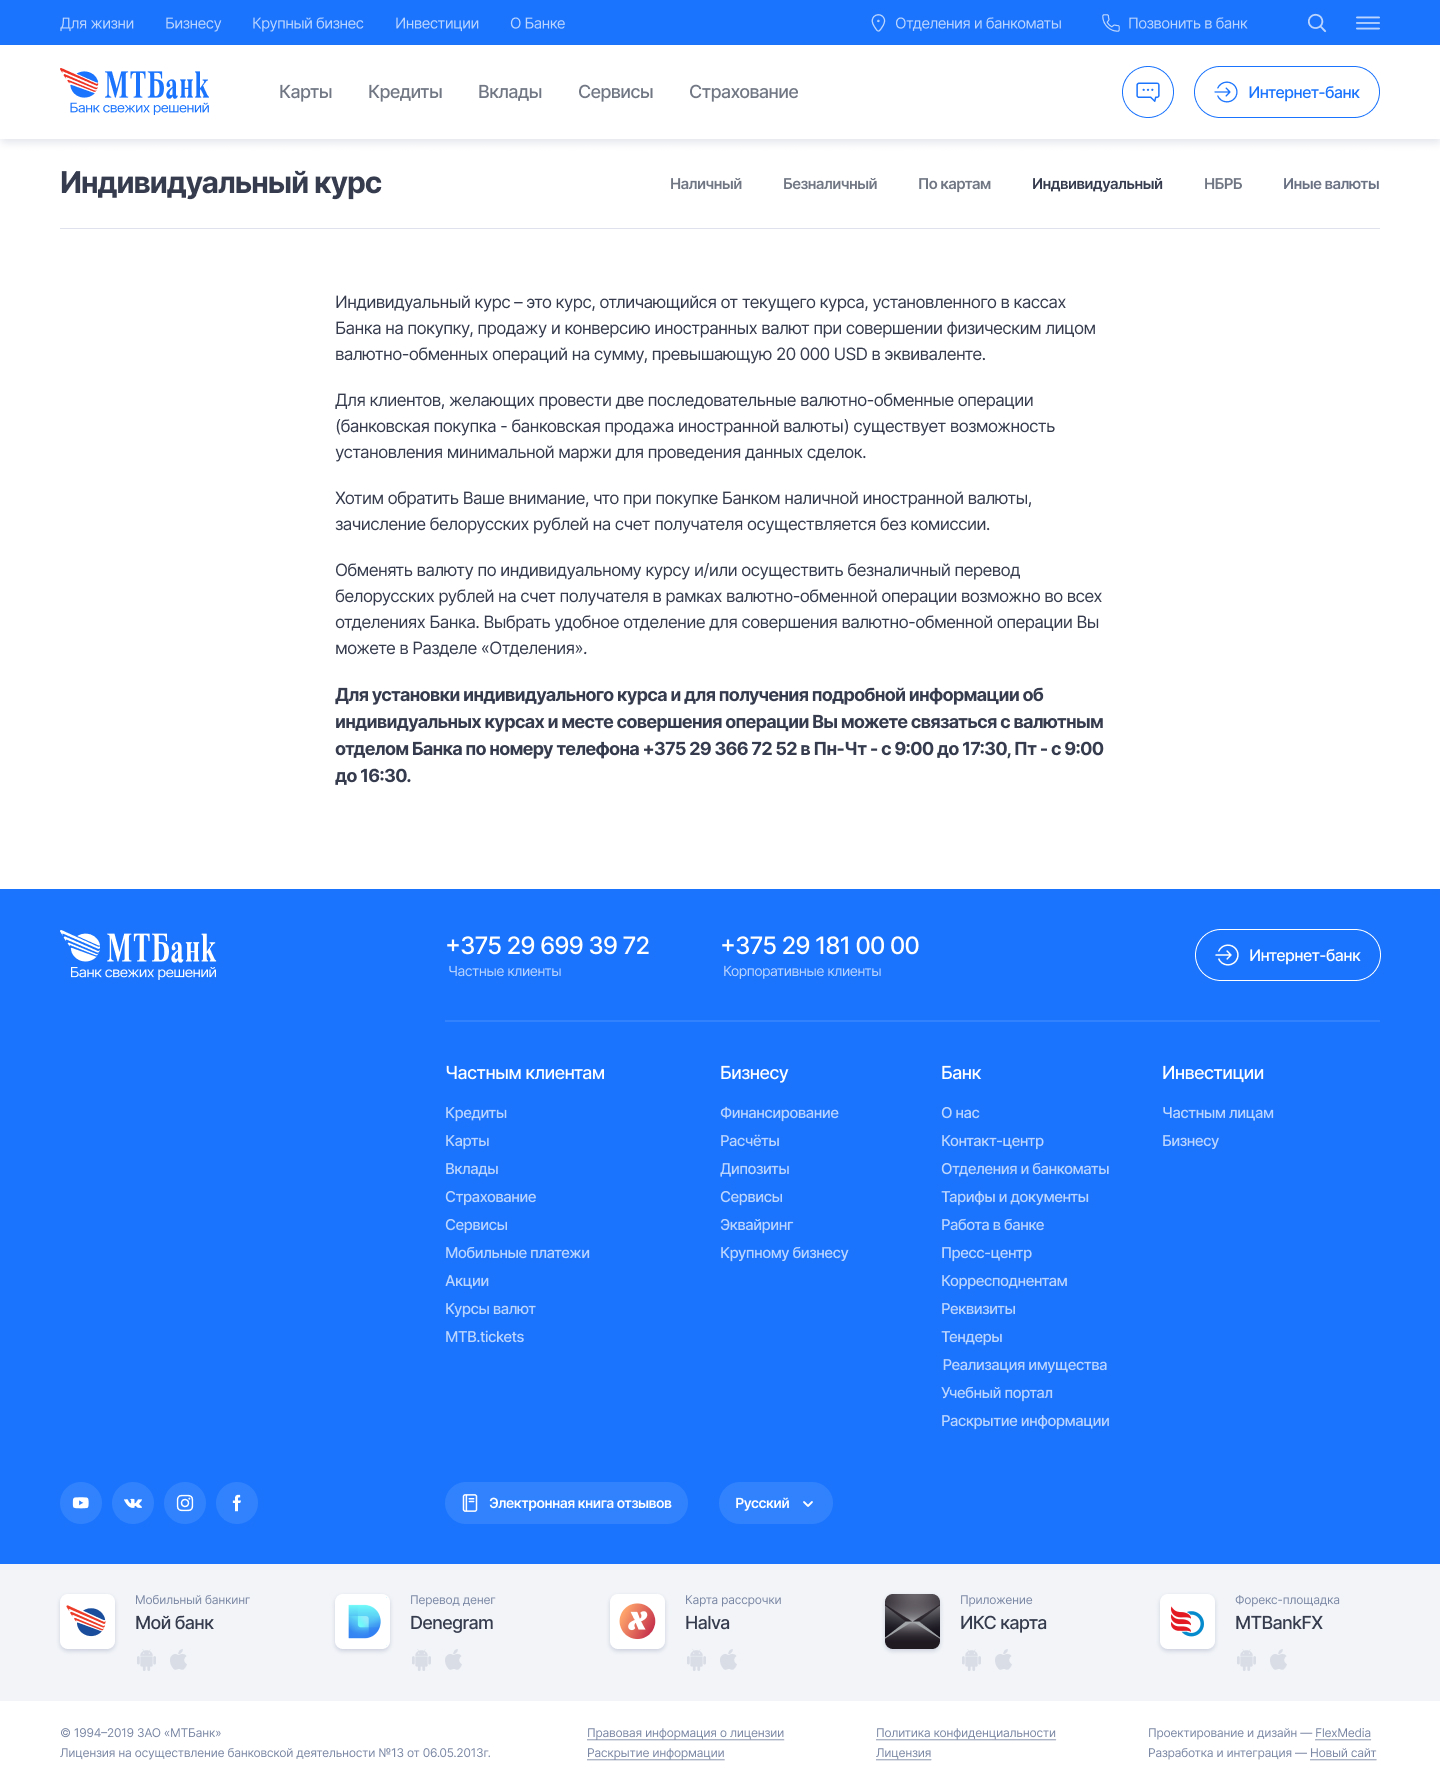 Для жизни Бизнесу Крупный бизнес Инвестиции О Банке Отделения и банкоматы Позвонить в банк
МТБанк
Банк свежих решений
Карты Кредиты Вклады Сервисы Страхование Интернет-банк
Индивидуальный курс
Наличный Безналичный По картам Индвивидуальный НБРБ Иные валюты
Индивидуальный курс – это курс, отличающийся от текущего курса, установленного в кассах
Банка на покупку, продажу и конверсию иностранных валют при совершении физическим лицом
валютно-обменных операций на сумму, превышающую 20 000 USD в эквиваленте.
Для клиентов, желающих провести две последовательные валютно-обменные операции
(банковская покупка - банковская продажа иностранной валюты) существует возможность
установления минимальной маржи для проведения данных сделок.
Хотим обратить Ваше внимание, что при покупке Банком наличной иностранной валюты,
зачисление белорусских рублей на счет получателя осуществляется без комиссии.
Обменять валюту по индивидуальному курсу и/или осуществить безналичный перевод
белорусских рублей на счет получателя в рамках валютно-обменной операции возможно во всех
отделениях Банка. Выбрать удобное отделение для совершения валютно-обменной операции Вы
можете в Разделе «Отделения».
Для установки индивидуального курса и для получения подробной информации об
индивидуальных курсах и месте совершения операции Вы можете связаться с валютным
отделом Банка по номеру телефона +375 29 366 72 52 в Пн-Чт - с 9:00 до 17:30, Пт - с 9:00
до 16:30.
МТБанк
Банк свежих решений
+375 29 699 39 72 +375 29 181 00 00 Интернет-банк
Частные клиенты Корпоративные клиенты
Частным клиентам
Кредиты
Карты
Вклады
Страхование
Сервисы
Мобильные платежи
Акции
Курсы валют
MTB.tickets
Бизнесу
Финансирование
Расчёты
Дипозиты
Сервисы
Эквайринг
Крупному бизнесу
Банк
О нас
Контакт-центр
Отделения и банкоматы
Тарифы и документы
Работа в банке
Пресс-центр
Корресподнентам
Реквизиты
Тендеры
Реализация имущества
Учебный портал
Раскрытие информации
Инвестиции
Частным лицам
Бизнесу
Электронная книга отзывов Русский
Мобильный банкинг
Мой банк
Перевод денег
Denegram
Карта рассрочки
Halva
Приложение
ИКС карта
Форекс-площадка
MTBankFX
© 1994–2019 ЗАО «МТБанк»
Лицензия на осуществление банковской деятельности №13 от 06.05.2013г.
Правовая информация о лицензии
Раскрытие информации
Политика конфиденциальности
Лицензия
Проектирование и дизайн — FlexMedia
Разработка и интеграция — Новый сайт